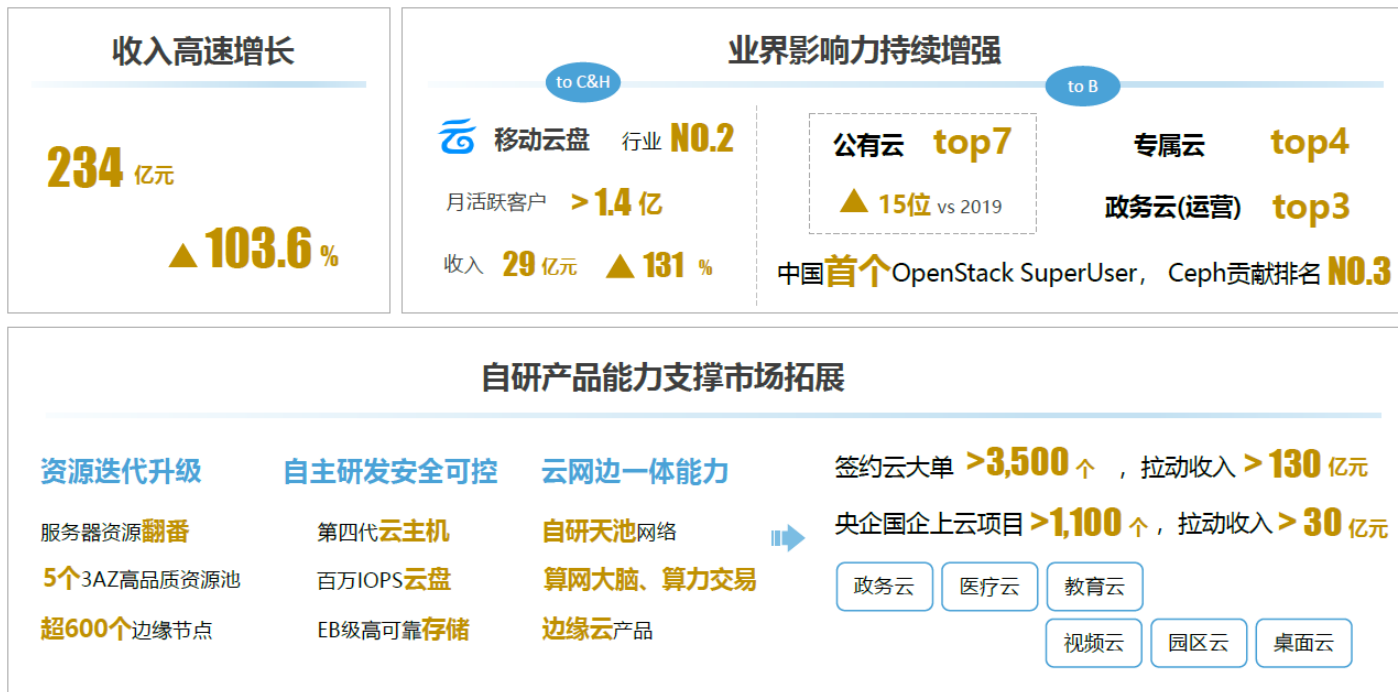 收入高速增长
234 亿元
▲103.6 %
业界影响力持续增强
to C&H
移动云盘 行业 NO.2
月活跃客户 >1.4 亿
收入 29 亿元 ▲ 131 %
to B
公有云 top7
▲ 15位 vs 2019
专属云 top4
政务云(运营) top3
中国首个OpenStack SuperUser， Ceph贡献排名 NO.3
自研产品能力支撑市场拓展
资源迭代升级
服务器资源翻番
5个3AZ高品质资源池
超600个边缘节点
自主研发安全可控
第四代云主机
百万IOPS云盘
EB级高可靠存储
云网边一体能力
自研天池网络
算网大脑、算力交易
边缘云产品
签约云大单 >3,500 个 ，拉动收入 > 130 亿元
央企国企上云项目 >1,100 个 ，拉动收入 > 30 亿元
政务云 医疗云 教育云
视频云 园区云 桌面云